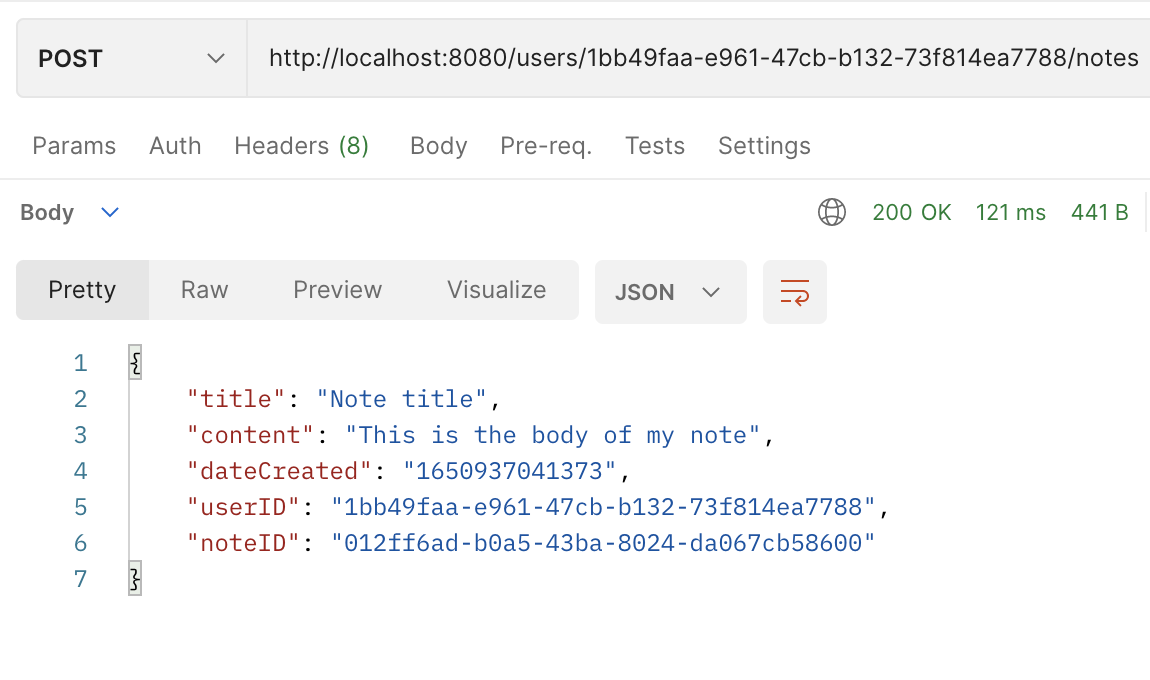 POST http://localhost:8080/users/1bb49faa-e961-47cb-b132-73f814ea7788/notes
Params Auth Headers (8) Body Pre-req. Tests Settings
Body 200 OK 121 ms 441 B
Pretty Raw Preview Visualize JSON
1 {
2 "title": "Note title",
3 "content": "This is the body of my note",
4 "dateCreated": "1650937041373",
5 "userID": "1bb49faa-e961-47cb-b132-73f814ea7788",
6 "noteID": "012ff6ad-b0a5-43ba-8024-da067cb58600"
7 }